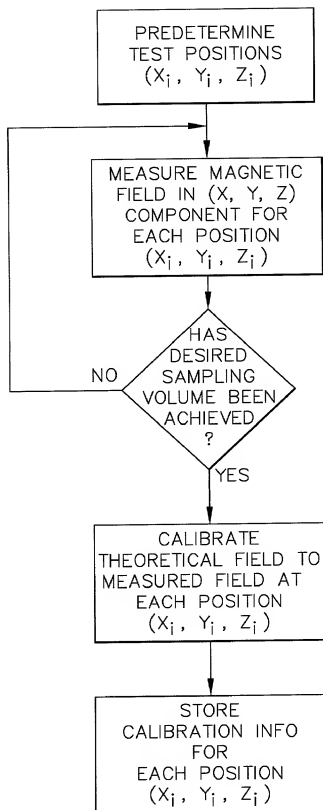 PREDETERMINE
TEST POSITIONS
(Xi, Yi, Zi)
MEASURE MAGNETIC
FIELD IN (X, Y, Z)
COMPONENT FOR
EACH POSITION
(Xi, Yi, Zi)
HAS
DESIRED
SAMPLING
VOLUME BEEN
ACHIEVED
?
NO
YES
CALIBRATE
THEORETICAL FIELD TO
MEASURED FIELD AT
EACH POSITION
(Xi, Yi, Zi)
STORE
CALIBRATION INFO
FOR
EACH POSITION
(Xi, Yi, Zi)